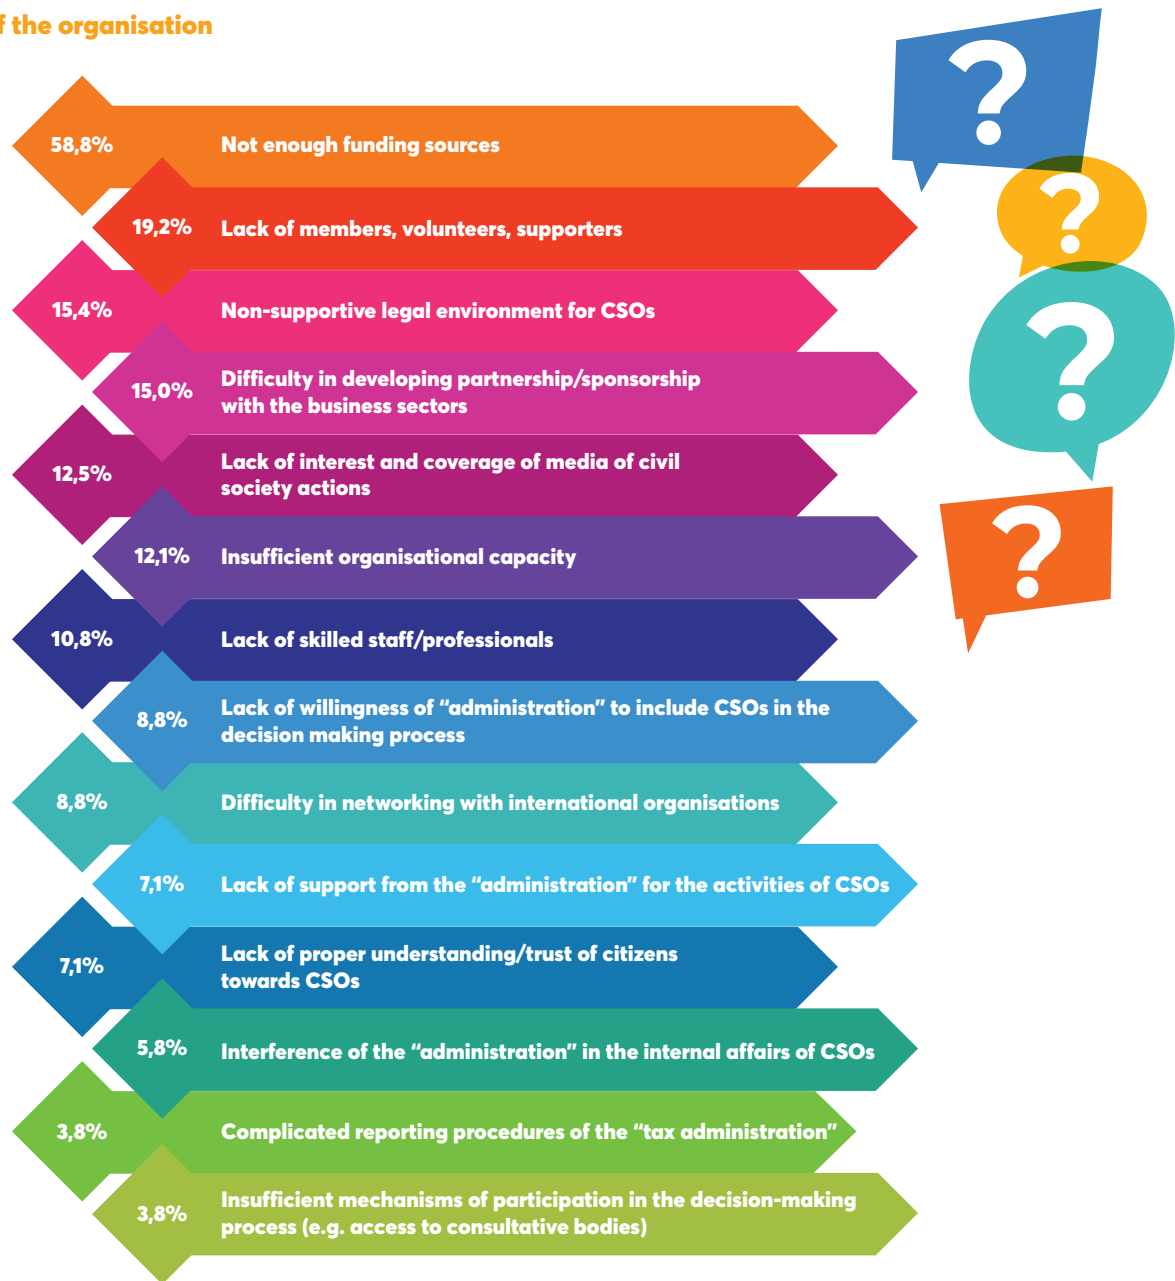 f the organisation
?
?
?
?
58,8% Not enough funding sources
19,2% Lack of members, volunteers, supporters
15,4% Non-supportive legal environment for CSOs
15,0% Difficulty in developing partnership/sponsorship
with the business sectors
12,5% Lack of interest and coverage of media of civil
society actions
12,1% Insufficient organisational capacity
10,8% Lack of skilled staff/professionals
8,8% Lack of willingness of “administration” to include CSOs in the
decision making process
8,8% Difficulty in networking with international organisations
7,1% Lack of support from the “administration” for the activities of CSOs
7,1% Lack of proper understanding/trust of citizens
towards CSOs
5,8% Interference of the “administration” in the internal affairs of CSOs
3,8% Complicated reporting procedures of the “tax administration”
3,8% Insufficient mechanisms of participation in the decision-making
process (e.g. access to consultative bodies)